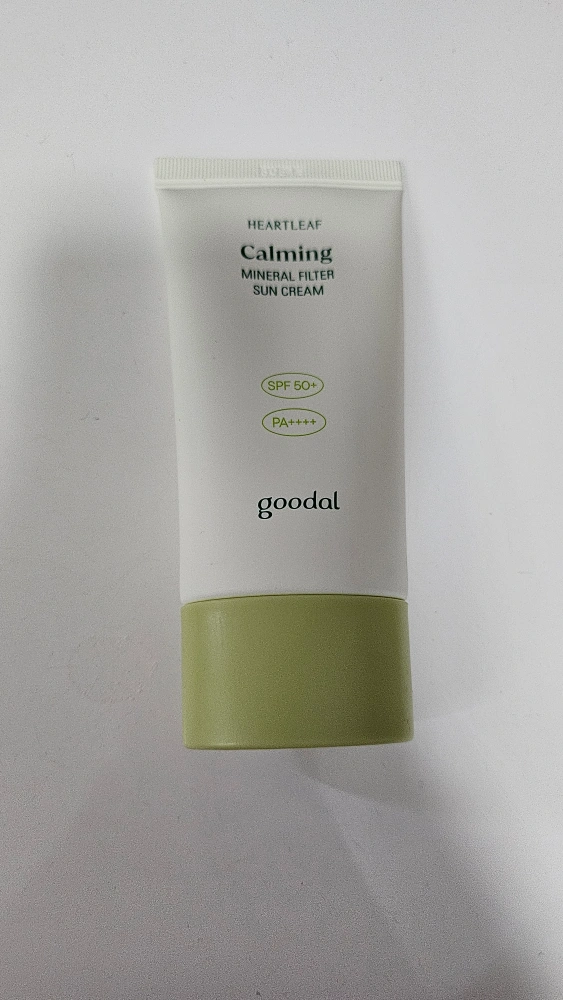 HEARTLEAF
Calming
MINERAL FILTER
SUN CREAM
SPF 50+
PA++++
goodal